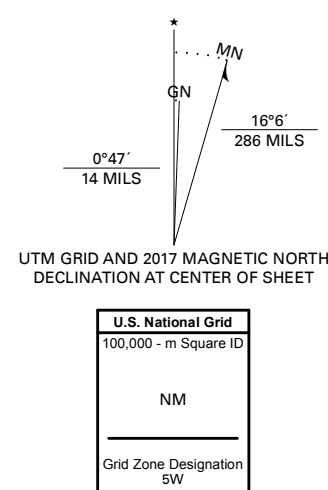 ★
MN
GN
16°6´
286 MILS
0°47´
14 MILS
UTM GRID AND 2017 MAGNETIC NORTH
DECLINATION AT CENTER OF SHEET
U.S. National Grid
100,000 - m Square ID
NM
Grid Zone Designation
5W